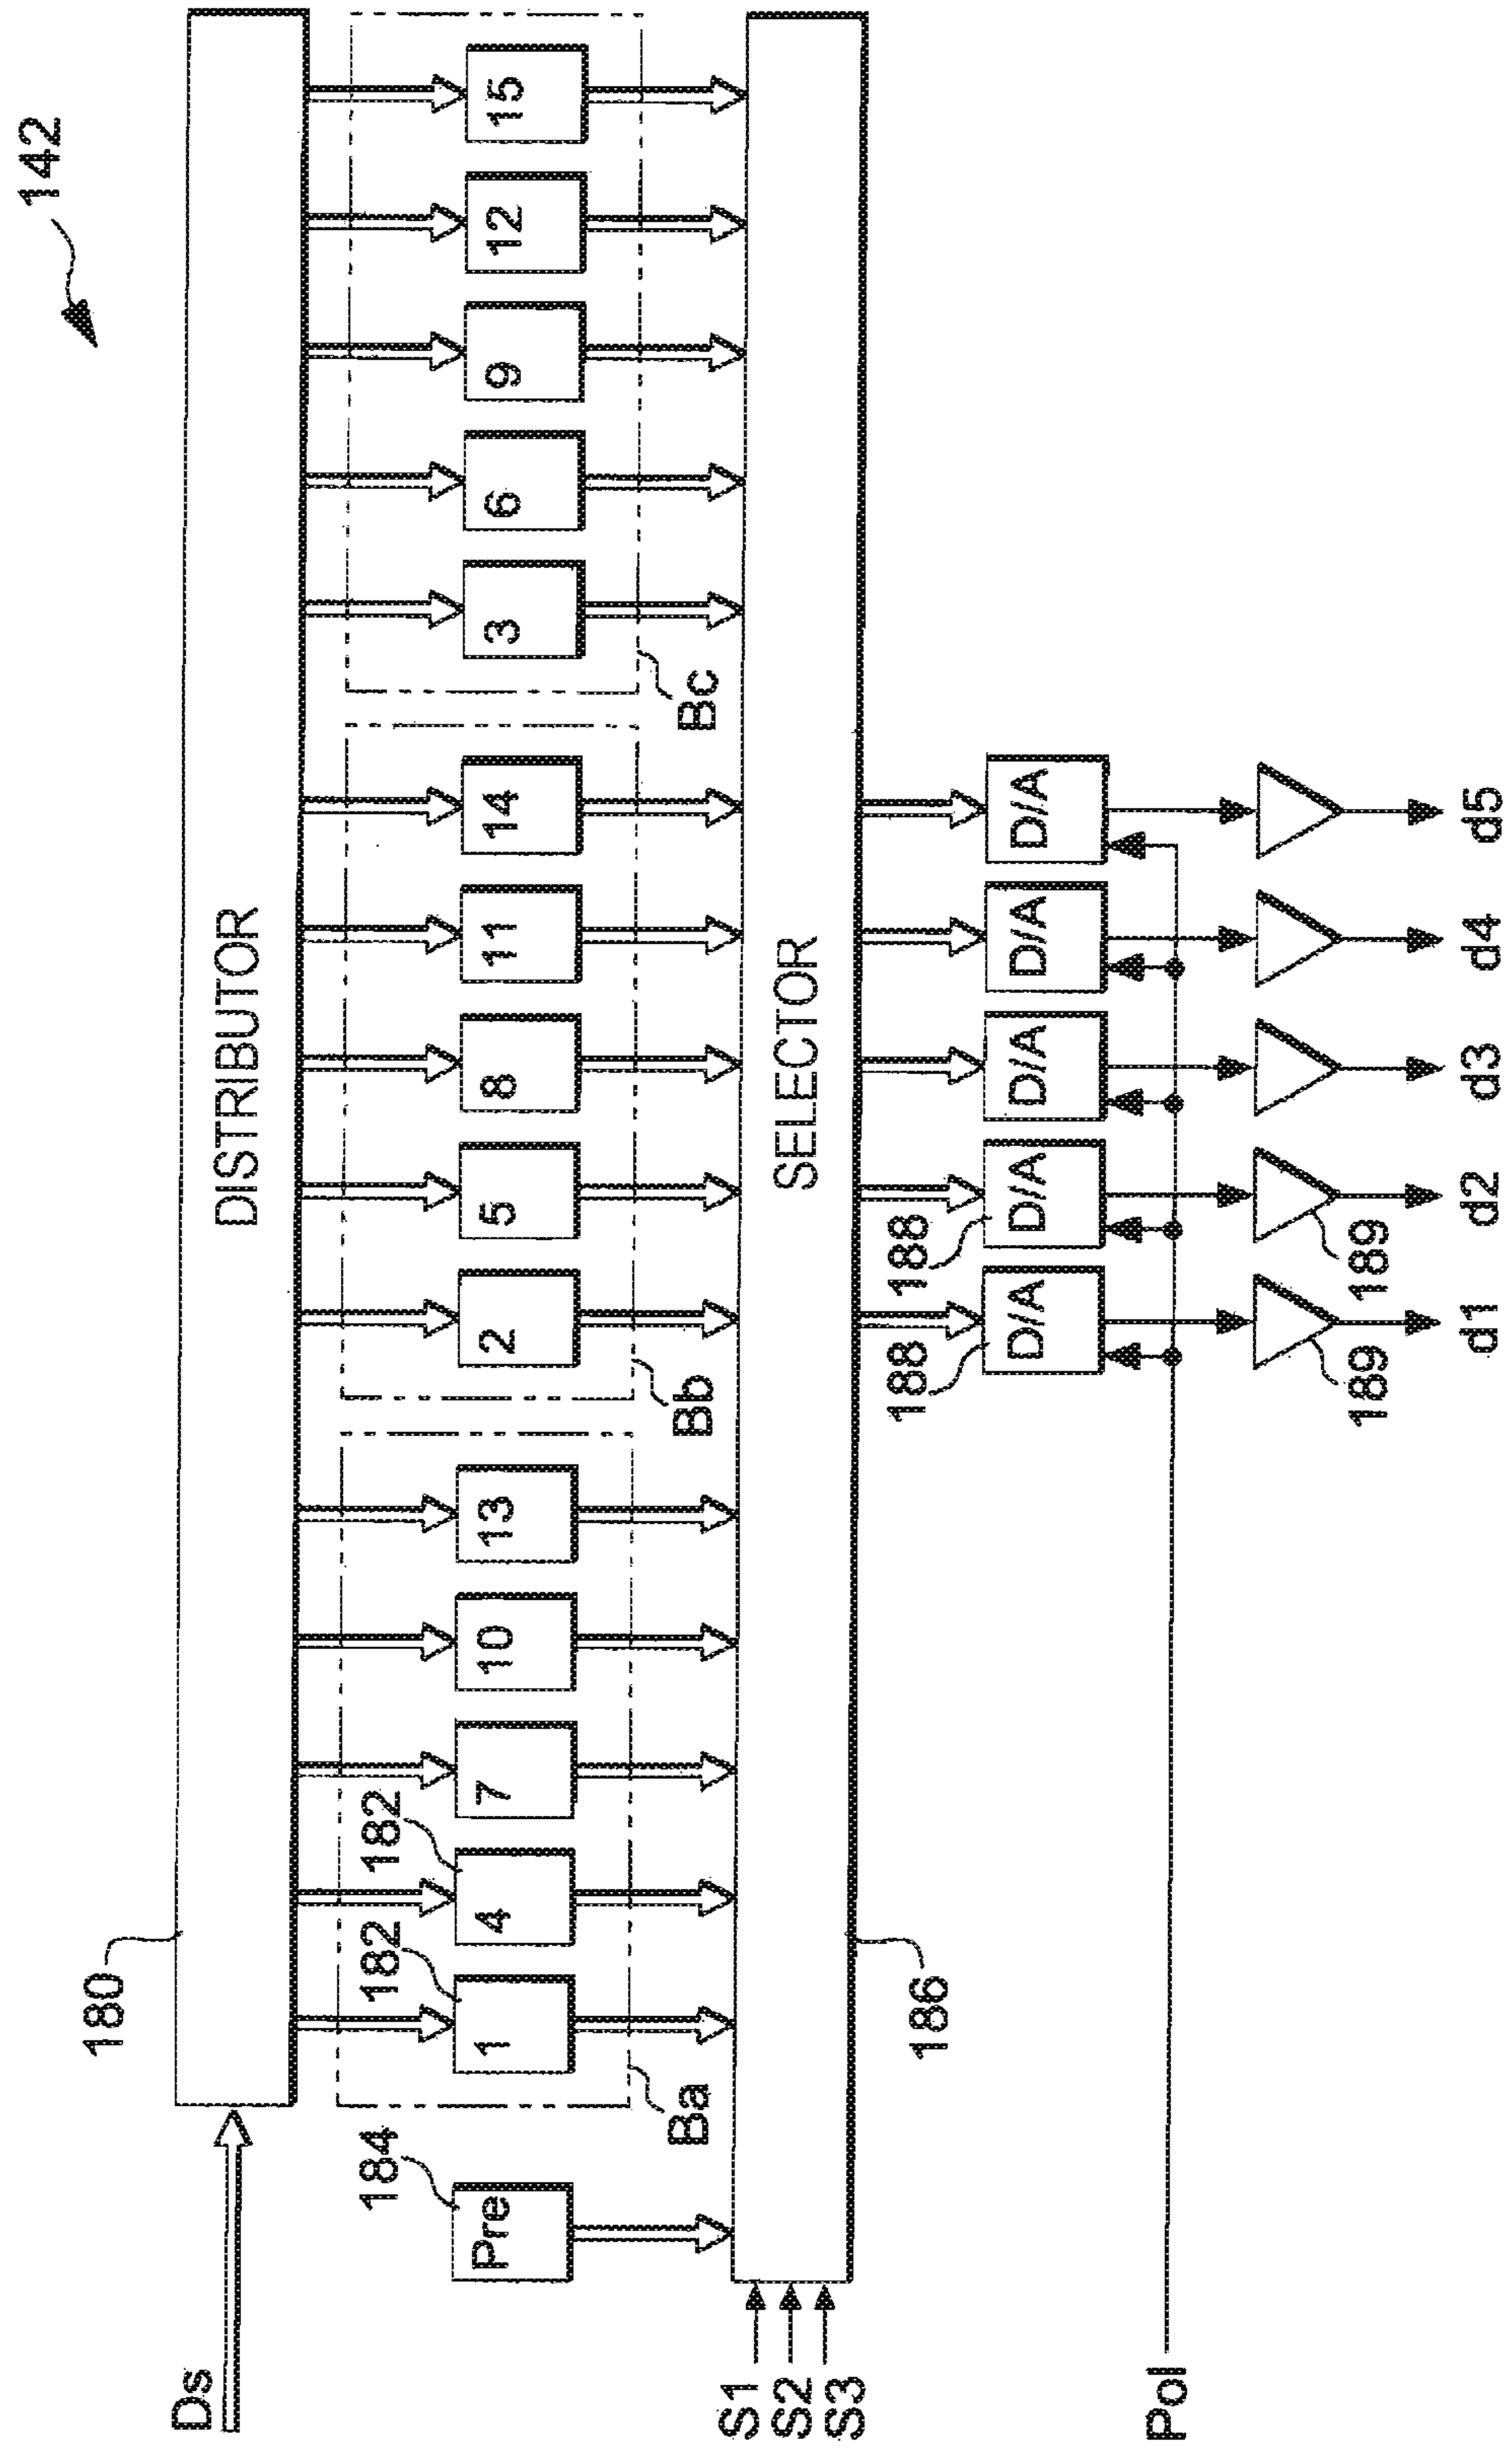 142
180
Ds
DISTRIBUTOR
184
182
182
Pre
1
4
7
10
13
2
5
8
11
14
3
6
9
12
15
Ba
Bb
Bc
S1
S2
S3
SELECTOR
186
188
188
D/A
D/A
D/A
D/A
D/A
Pol
189
189
d1
d2
d3
d4
d5